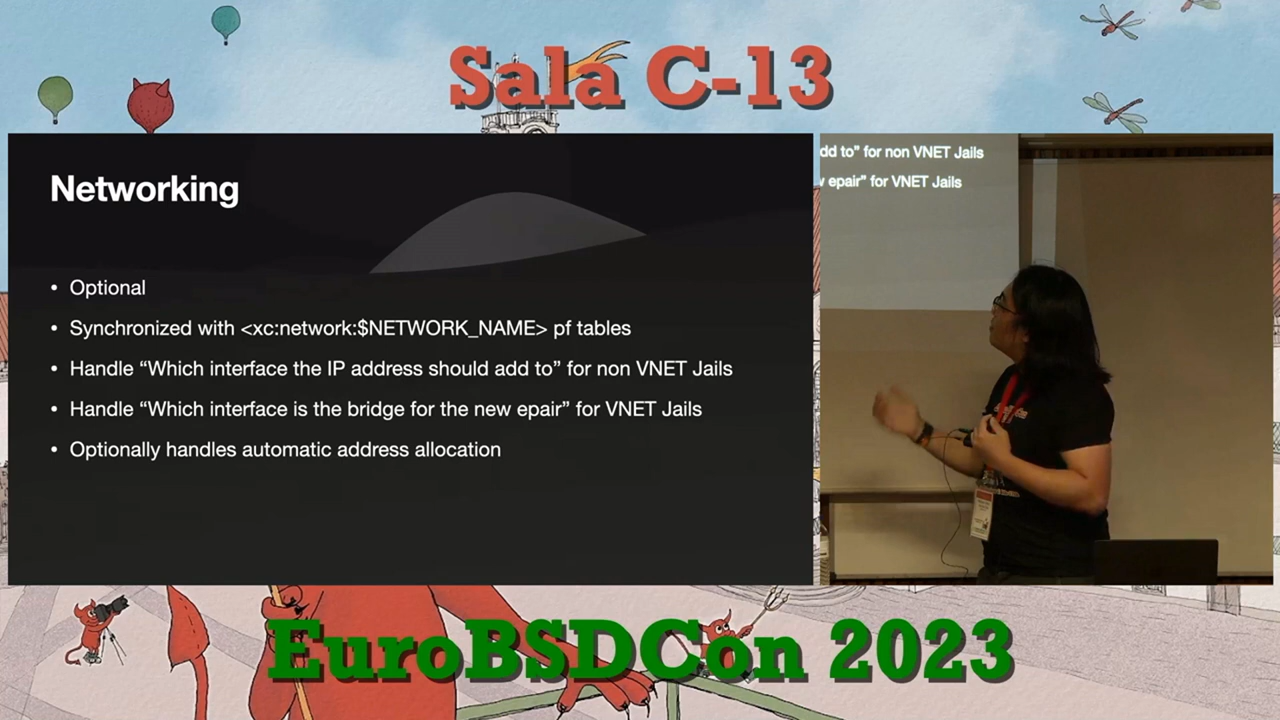 Sala C-13
Networking
• Optional
• Synchronized with <xc:network:$NETWORK_NAME> pf tables
• Handle “Which interface the IP address should add to” for non VNET Jails
• Handle “Which interface is the bridge for the new epair” for VNET Jails
• Optionally handles automatic address allocation
dd to” for non VNET Jails
epair” for VNET Jails
EuroBSDCon 2023